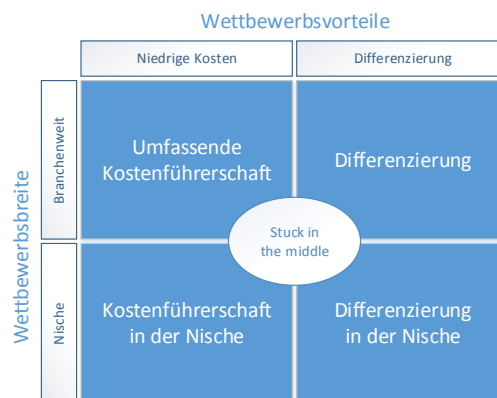 Wettbewerbsvorteile
Niedrige Kosten
Differenzierung
Wettbewerbsbreite
Branchenweit
Umfassende
Kostenführerschaft
Differenzierung
Stuck in
the middle
Nische
Kostenführerschaft
in der Nische
Differenzierung
in der Nische